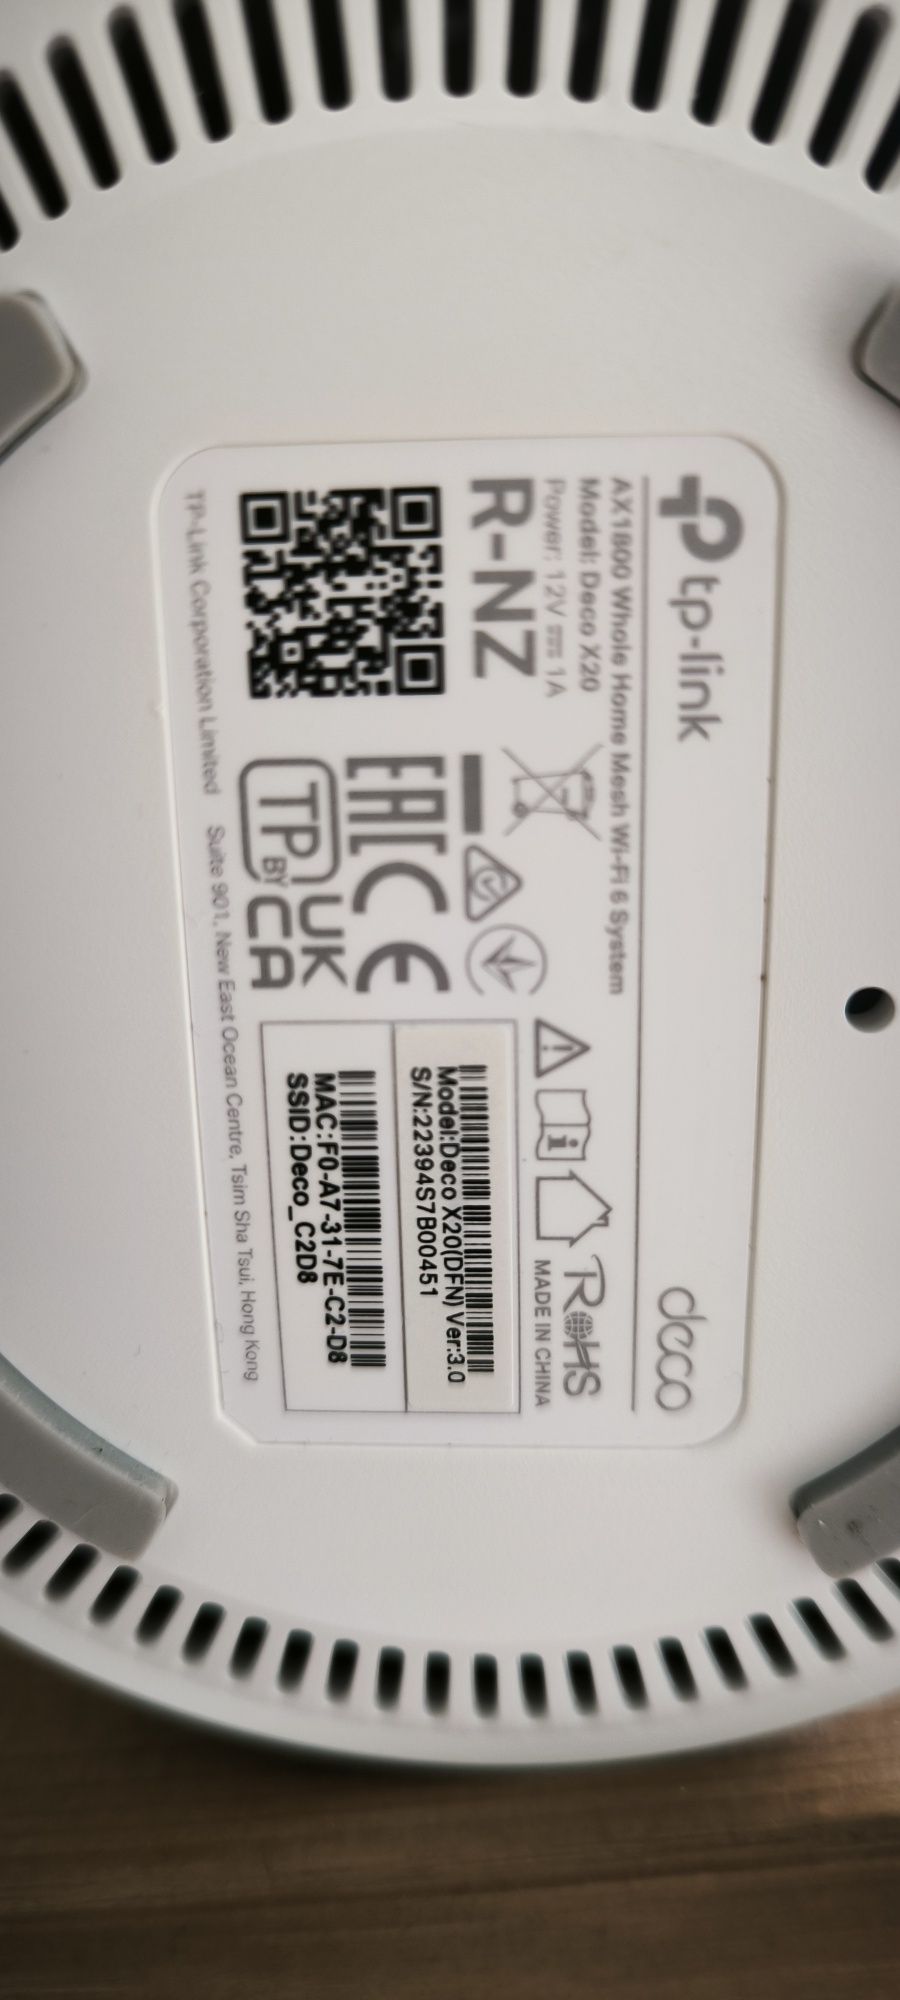 tp-link
deco
AX1800 Whole Home Mesh Wi-Fi 6 System
Model: Deco X20
Power: 12V ⎓ 1A
R-NZ
RoHS
MADE IN CHINA
EAC CE
TP BY
UK
CA
Model:Deco X20(DFN) Ver:3.0
S/N:22394S7B00451
MAC:F0-A7-31-7E-C2-D8
SSID:Deco_C2D8
TP-Link Corporation Limited Suite 901, New East Ocean Centre, Tsim Sha Tsui, Hong Kong